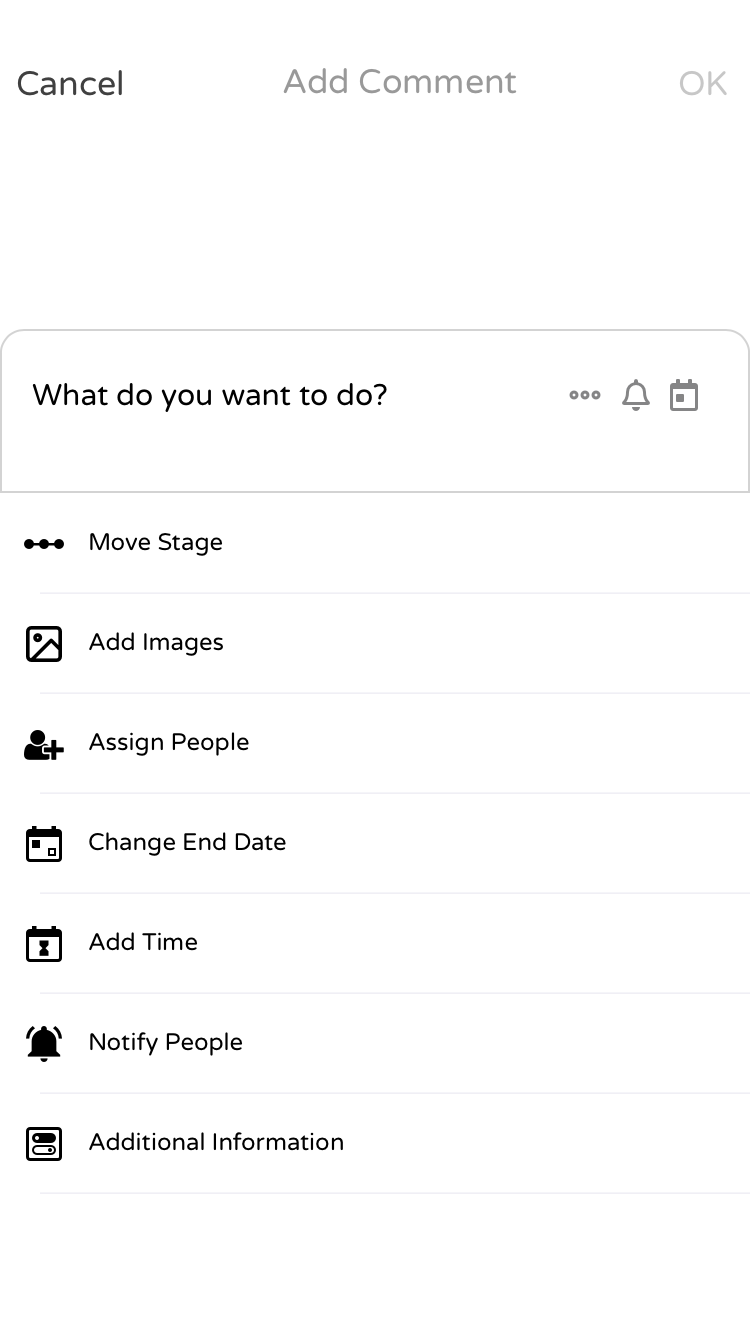 Cancel
Add Comment
OK
What do you want to do?
Move Stage
Add Images
Assign People
Change End Date
Add Time
Notify People
Additional Information